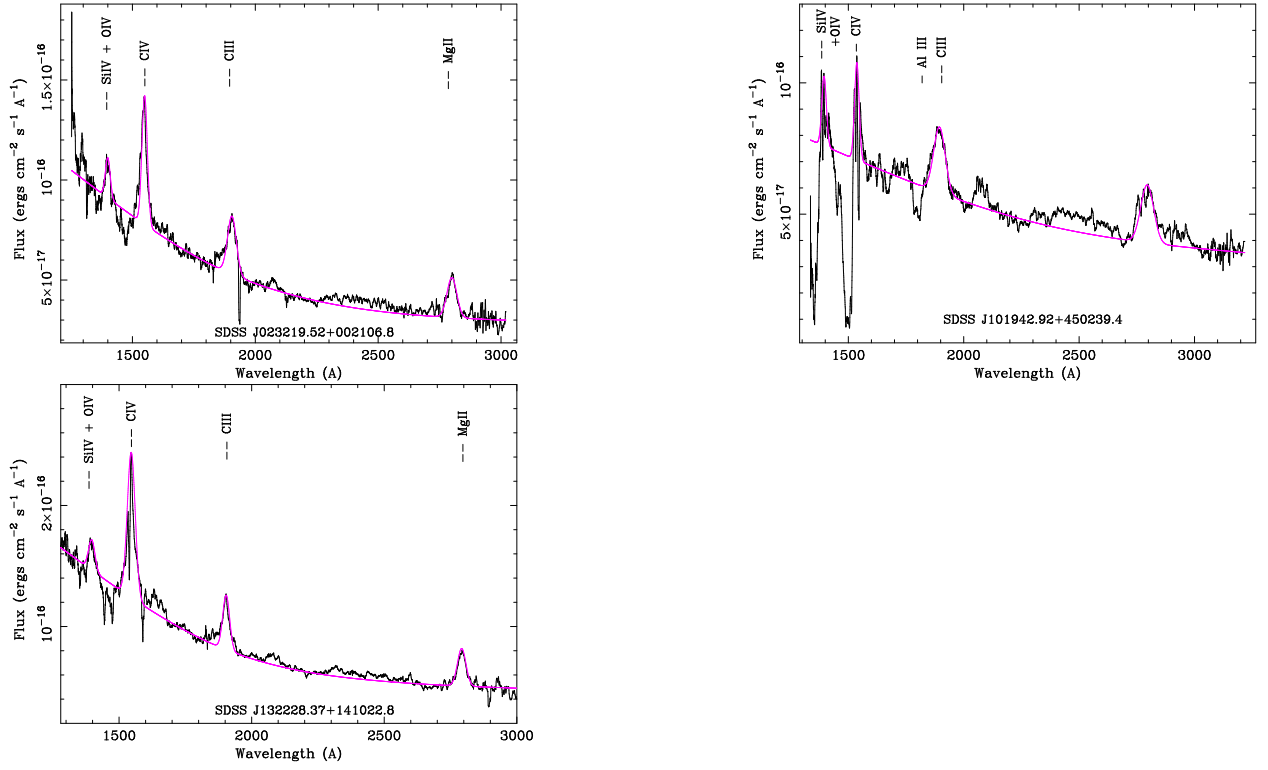 Flux (ergs cm−2 s−1 A−1)
5×10−17
10−16
1.5×10−16
SiIV + OIV
CIV
CIII
MgII
SDSS J023219.52+002106.8
1500 2000 2500 3000
Wavelength (A)
Flux (ergs cm−2 s−1 A−1)
5×10−17
10−16
SiIV
+OIV
CIV
Al III
CIII
SDSS J101942.92+450239.4
1500 2000 2500 3000
Wavelength (A)
Flux (ergs cm−2 s−1 A−1)
10−16
2×10−16
SiIV + OIV
CIV
CIII
MgII
SDSS J132228.37+141022.8
1500 2000 2500 3000
Wavelength (A)